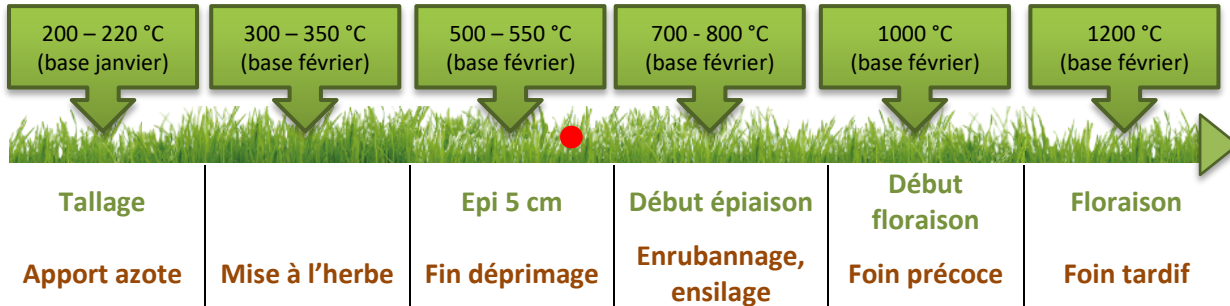 200 – 220 °C
(base janvier)
300 – 350 °C
(base février)
500 – 550 °C
(base février)
700 - 800 °C
(base février)
1000 °C
(base février)
1200 °C
(base février)
Tallage
Epi 5 cm
Début épiaison
Début
floraison
Floraison
Apport azote
Mise à l’herbe
Fin déprimage
Enrubannage,
ensilage
Foin précoce
Foin tardif